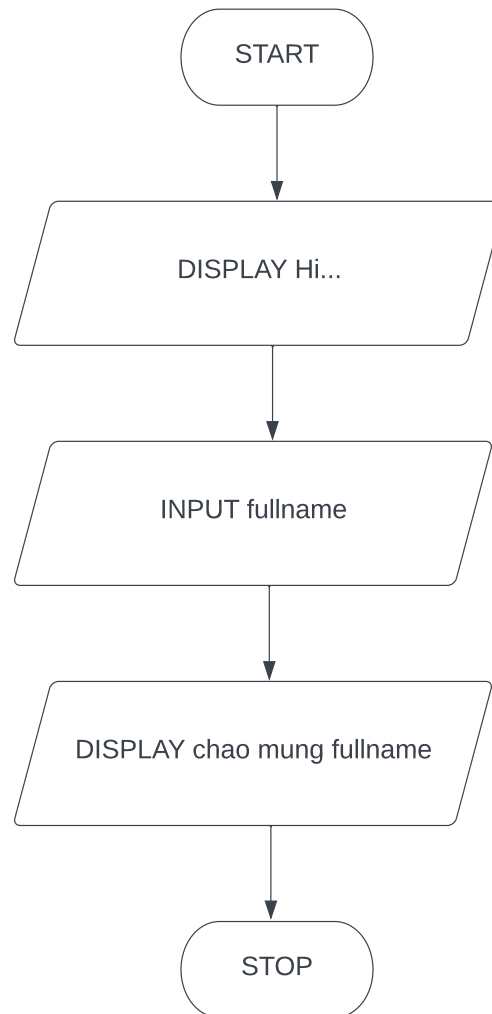 START
DISPLAY Hi...
INPUT fullname
DISPLAY chao mung fullname
STOP